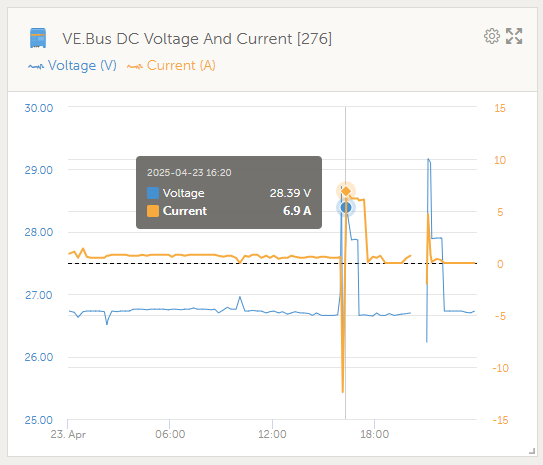 VE.Bus DC Voltage And Current [276]
Voltage (V) Current (A)
30.00 15
29.00 10
2025-04-23 16:20
Voltage 28.39 V
Current 6.9 A
5
28.00
0
27.00
-5
26.00
-10
25.00 -15
23. Apr 06:00 12:00 18:00